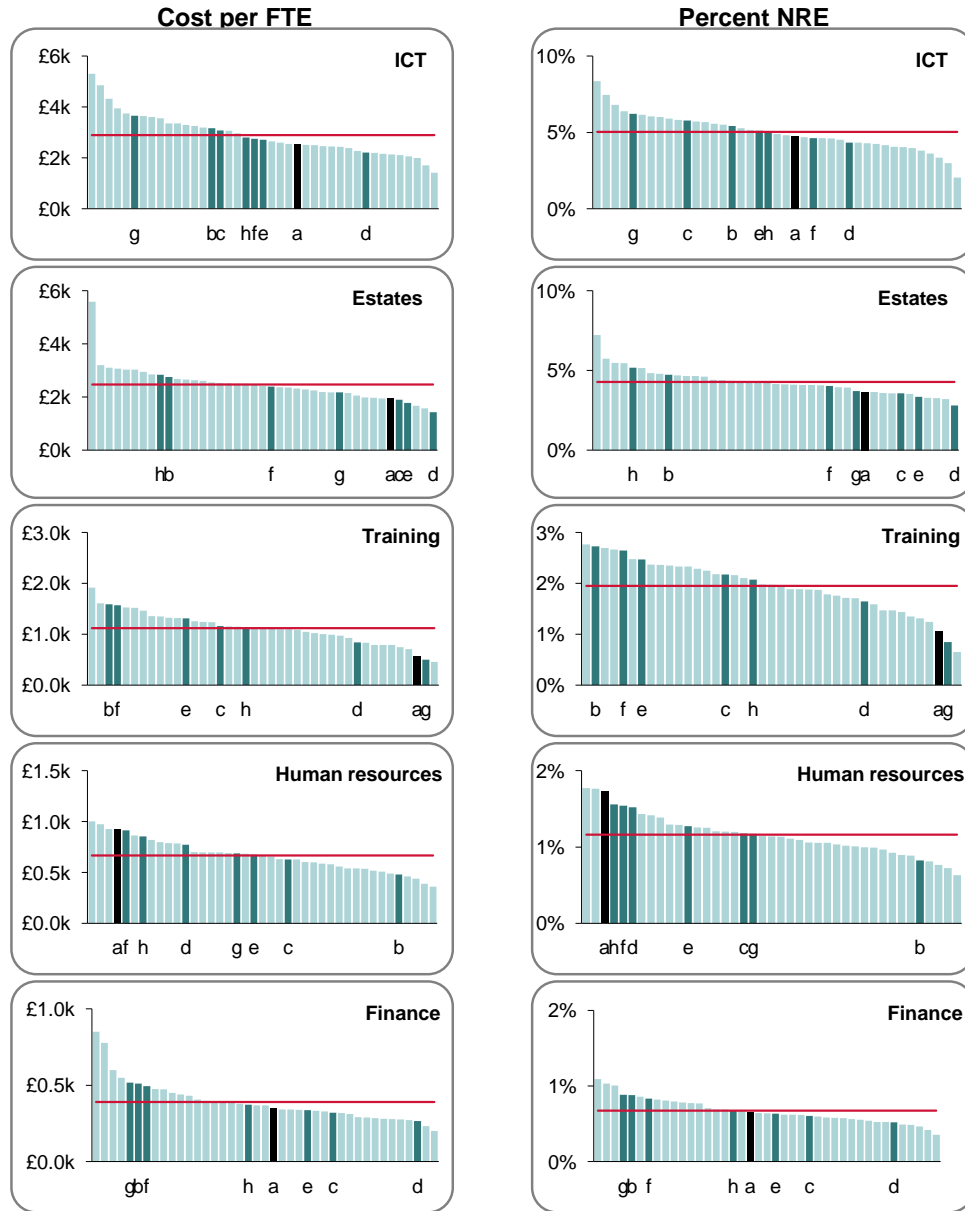 Cost per FTE
£6k
ICT
£4k
£2k
£0k
g bc hfe a d
£6k
Estates
£4k
£2k
£0k
hb f g ace d
£3.0k
Training
£2.0k
£1.0k
£0.0k
bf e c h d ag
£1.5k
Human resources
£1.0k
£0.5k
£0.0k
af h d g e c b
£1.0k
Finance
£0.5k
£0.0k
gbf h a e c d
Percent NRE
10%
ICT
5%
0%
g c b eh a f d
10%
Estates
5%
0%
h b f ga c e d
3%
Training
2%
1%
0%
b f e c h d ag
2%
Human resources
1%
0%
ahfd e cg b
2%
Finance
1%
0%
gb f h a e c d